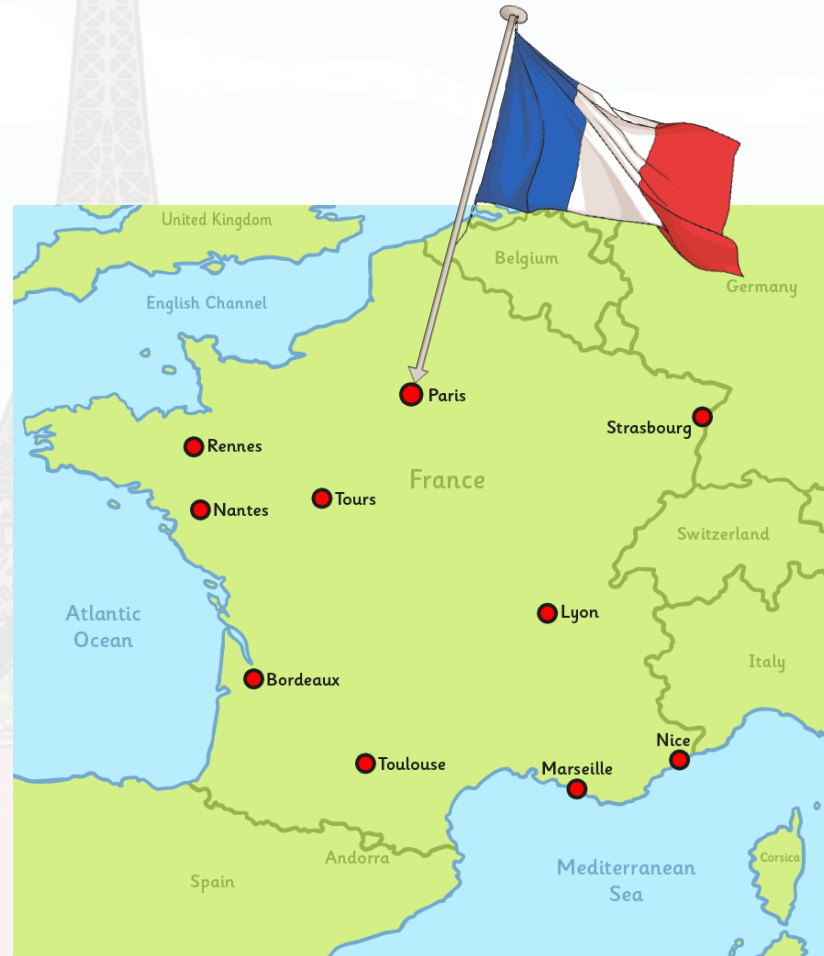 United Kingdom
Belgium
Germany
English Channel
Paris
Strasbourg
Rennes
France
Tours
Nantes
Switzerland
Lyon
Atlantic
Ocean
Italy
Bordeaux
Nice
Toulouse
Marseille
Andorra
Corsica
Mediterranean
Sea
Spain